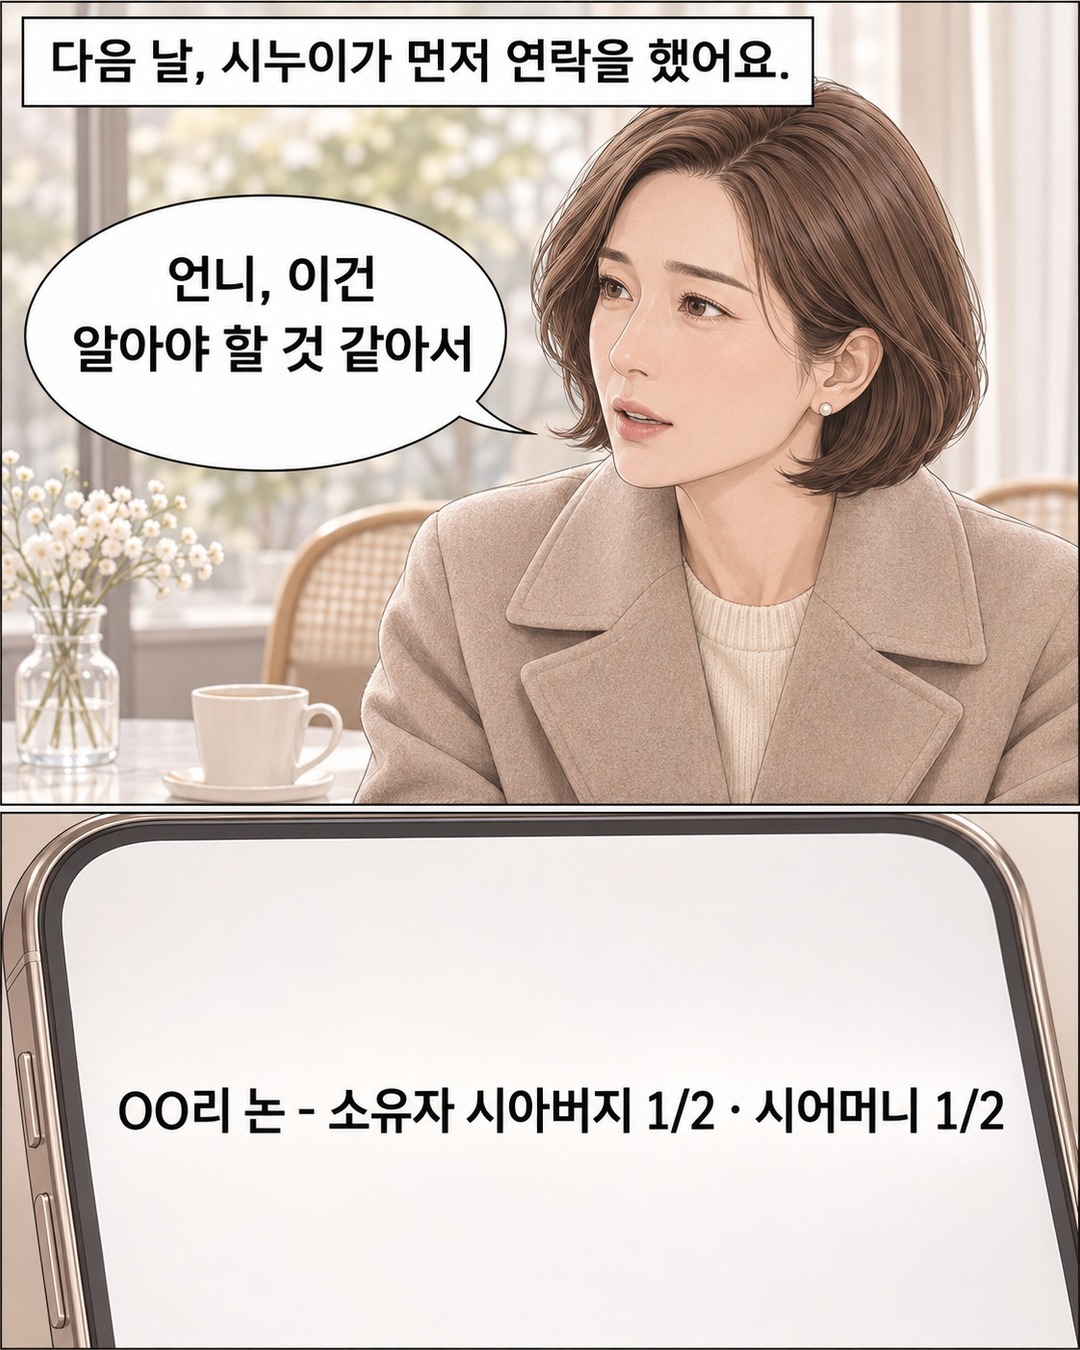 다음 날, 시누이가 먼저 연락을 했어요.
언니, 이건
알아야 할 것 같아서
OO리 논 - 소유자 시아버지 1/2 · 시어머니 1/2